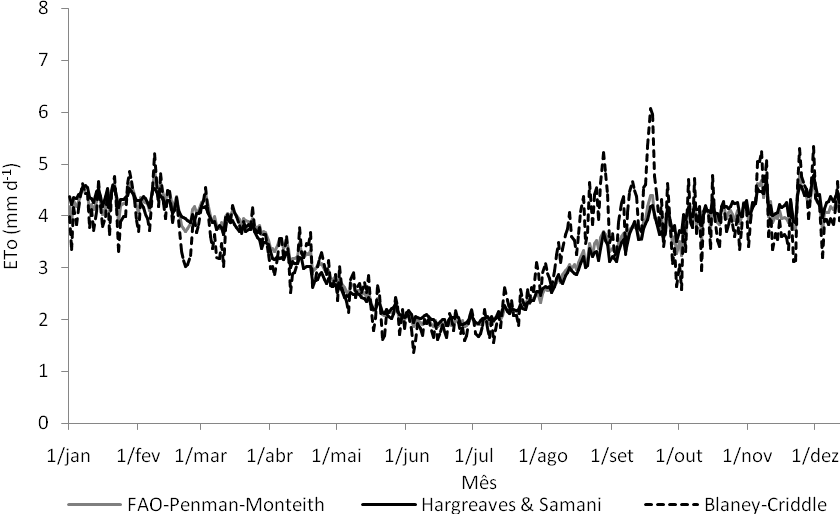 8
7
6
5
4
3
2
1
0
ETo (mm d-1)
1/jan 1/fev 1/mar 1/abr 1/mai 1/jun 1/jul 1/ago 1/set 1/out 1/nov 1/dez
Mês
FAO-Penman-Monteith Hargreaves & Samani Blaney-Criddle